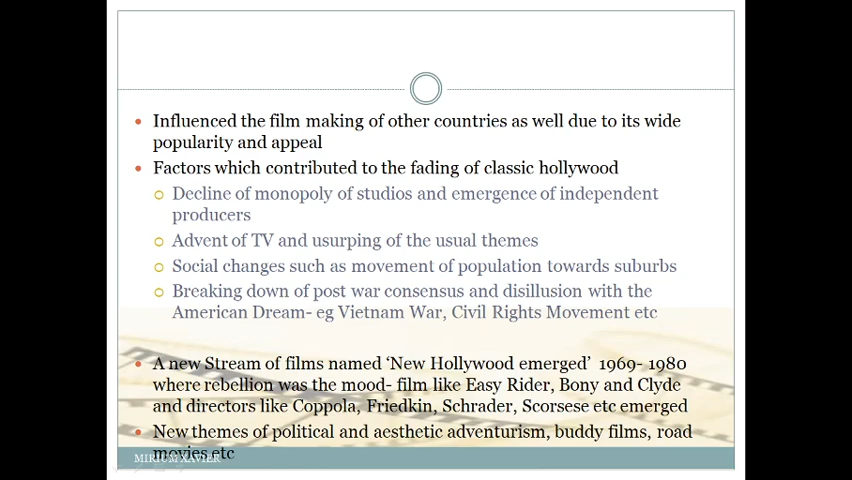 Influenced the film making of other countries as well due to its wide
popularity and appeal
Factors which contributed to the fading of classic hollywood
Decline of monopoly of studios and emergence of independent
producers
Advent of TV and usurping of the usual themes
Social changes such as movement of population towards suburbs
Breaking down of post war consensus and disillusion with the
American Dream- eg Vietnam War, Civil Rights Movement etc
A new Stream of films named ‘New Hollywood emerged’ 1969- 1980
where rebellion was the mood- film like Easy Rider, Bony and Clyde
and directors like Coppola, Friedkin, Schrader, Scorsese etc emerged
New themes of political and aesthetic adventurism, buddy films, road
movies etc
MIRIUM XAVIER